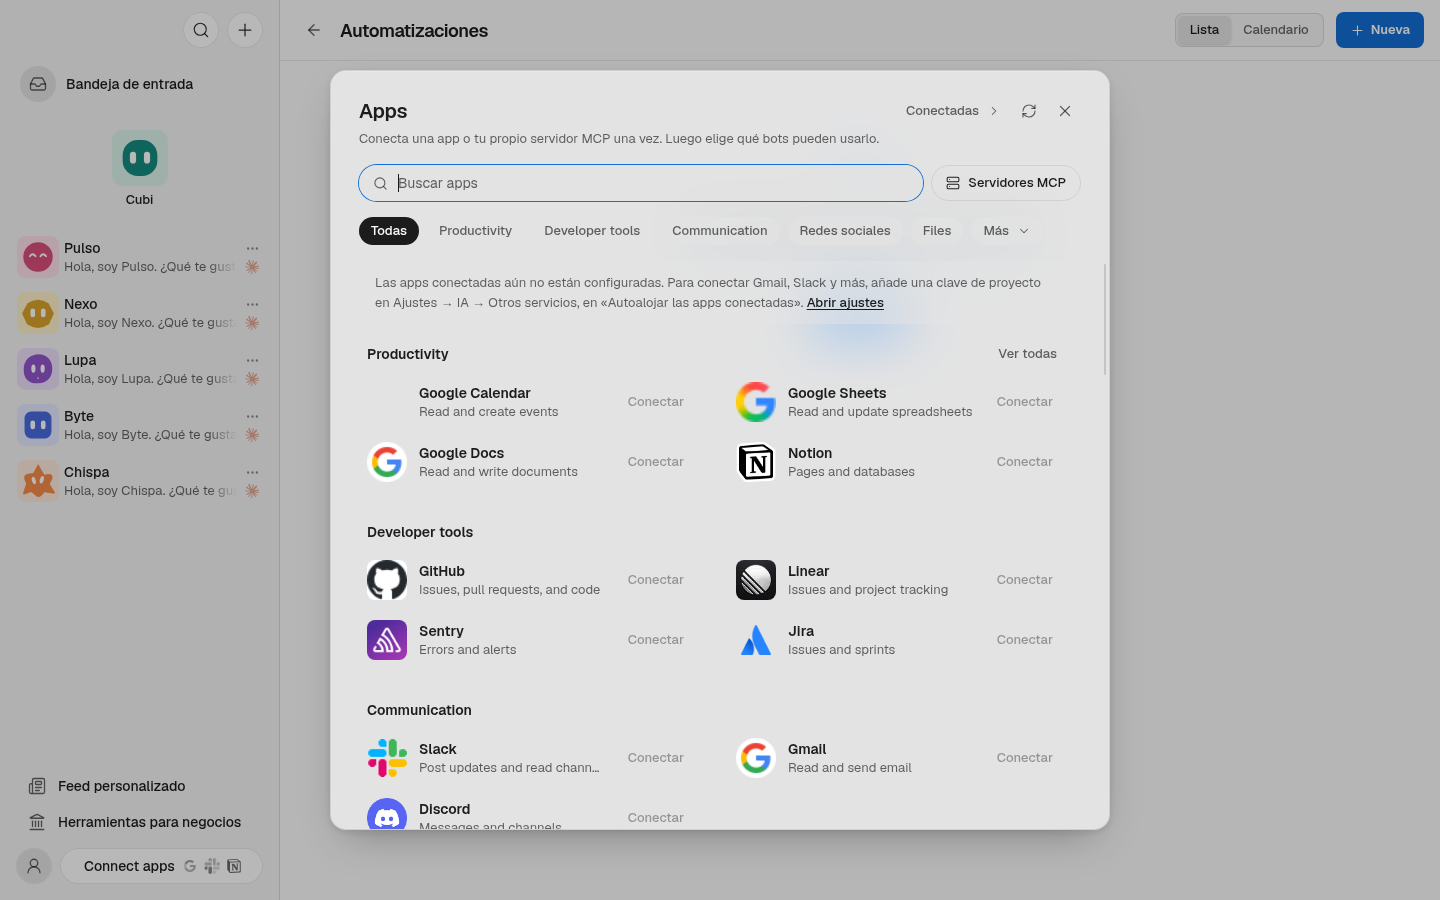 Automatizaciones
Lista
Calendario
Nueva
Bandeja de entrada
Cubi
Pulso
Hola, soy Pulso. ¿Qué te gust
Nexo
Hola, soy Nexo. ¿Qué te gust
Lupa
Hola, soy Lupa. ¿Qué te gust
Byte
Hola, soy Byte. ¿Qué te gusta
Chispa
Hola, soy Chispa. ¿Qué te gu
Feed personalizado
Herramientas para negocios
Connect apps
Apps
Conectadas
Conecta una app o tu propio servidor MCP una vez. Luego elige qué bots pueden usarlo.
Buscar apps
Servidores MCP
Todas
Productivity
Developer tools
Communication
Redes sociales
Files
Más
Las apps conectadas aún no están configuradas. Para conectar Gmail, Slack y más, añade una clave de proyecto
en Ajustes → IA → Otros servicios, en «Autoalojar las apps conectadas». Abrir ajustes
Productivity
Ver todas
Google Calendar
Read and create events
Conectar
Google Sheets
Read and update spreadsheets
Conectar
Google Docs
Read and write documents
Conectar
Notion
Pages and databases
Conectar
Developer tools
GitHub
Issues, pull requests, and code
Conectar
Linear
Issues and project tracking
Conectar
Sentry
Errors and alerts
Conectar
Jira
Issues and sprints
Conectar
Communication
Slack
Post updates and read chann...
Conectar
Gmail
Read and send email
Conectar
Discord
Messages and channels
Conectar